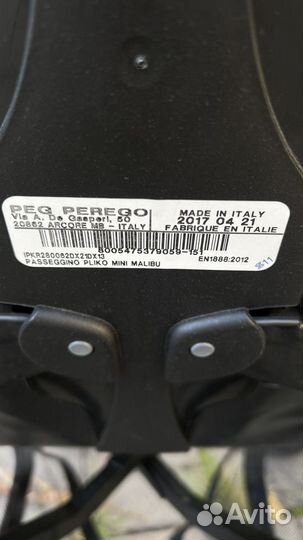 PEG PEREGO
Via A. De Gasperi, 50
20862 ARCORE MB - ITALY
MADE IN ITALY
2017 04 21
FABRIQUE EN ITALIE
8005475379059-151
IPKR280062DX21DX13
PASSEGGINO PLIKO MINI MALIBU
EN1888:2012
Avito